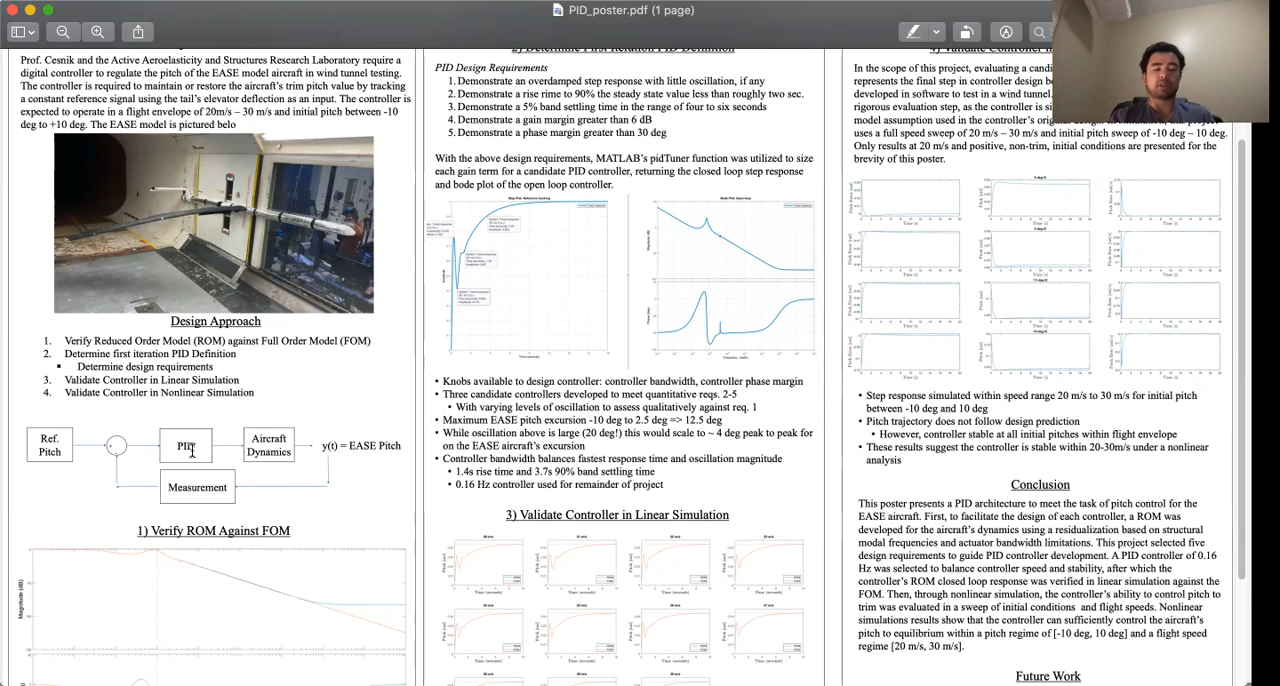 PID_poster.pdf (1 page)
Prof. Cesnik and the Active Aeroelasticity and Structures Research Laboratory require a
digital controller to regulate the pitch of the EASE model aircraft in wind tunnel testing.
The controller is required to maintain or restore the aircraft's trim pitch value by tracking
a constant reference signal using the tail's elevator deflection as an input. The controller is
expected to operate in a flight envelope of 20m/s – 30 m/s and initial pitch between -10
deg to +10 deg. The EASE model is pictured belo
Design Approach
1. Verify Reduced Order Model (ROM) against Full Order Model (FOM)
2. Determine first iteration PID Definition
▪ Determine design requirements
3. Validate Controller in Linear Simulation
4. Validate Controller in Nonlinear Simulation
Ref.
Pitch
PID
Aircraft
Dynamics
y(t) = EASE Pitch
Measurement
1) Verify ROM Against FOM
Magnitude (dB)
2) Determine First Iteration PID Definition
PID Design Requirements
1. Demonstrate an overdamped step response with little oscillation, if any
2. Demonstrate a rise rime to 90% the steady state value less than roughly two sec.
3. Demonstrate a 5% band settling time in the range of four to six seconds
4. Demonstrate a gain margin greater than 6 dB
5. Demonstrate a phase margin greater than 30 deg
With the above design requirements, MATLAB's pidTuner function was utilized to size
each gain term for a candidate PID controller, returning the closed loop step response
and bode plot of the open loop controller.
Step Plot: Reference tracking
Bode Plot: Open-loop
• Knobs available to design controller: controller bandwidth, controller phase margin
• Three candidate controllers developed to meet quantitative reqs. 2-5
• With varying levels of oscillation to assess qualitatively against req. 1
• Maximum EASE pitch excursion -10 deg to 2.5 deg => 12.5 deg
• While oscillation above is large (20 deg!) this would scale to ~ 4 deg peak to peak for
on the EASE aircraft's excursion
• Controller bandwidth balances fastest response time and oscillation magnitude
• 1.4s rise time and 3.7s 90% band settling time
• 0.16 Hz controller used for remainder of project
3) Validate Controller in Linear Simulation
4) Validate Controller in
In the scope of this project, evaluating a candi
represents the final step in controller design be
developed in software to test in a wind tunnel.
rigorous evaluation step, as the controller is si
model assumption used in the controller's orig
uses a full speed sweep of 20 m/s – 30 m/s and initial pitch sweep of -10 deg – 10 deg.
Only results at 20 m/s and positive, non-trim, initial conditions are presented for the
brevity of this poster.
• Step response simulated within speed range 20 m/s to 30 m/s for initial pitch
between -10 deg and 10 deg
• Pitch trajectory does not follow design prediction
• However, controller stable at all initial pitches within flight envelope
• These results suggest the controller is stable within 20-30m/s under a nonlinear
analysis
Conclusion
This poster presents a PID architecture to meet the task of pitch control for the
EASE aircraft. First, to facilitate the design of each controller, a ROM was
developed for the aircraft's dynamics using a residualization based on structural
modal frequencies and actuator bandwidth limitations. This project selected five
design requirements to guide PID controller development. A PID controller of 0.16
Hz was selected to balance controller speed and stability, after which the
controller's ROM closed loop response was verified in linear simulation against the
FOM. Then, through nonlinear simulation, the controller's ability to control pitch to
trim was evaluated in a sweep of initial conditions and flight speeds. Nonlinear
simulations results show that the controller can sufficiently control the aircraft's
pitch to equilibrium within a pitch regime of [-10 deg, 10 deg] and a flight speed
regime [20 m/s, 30 m/s].
Future Work